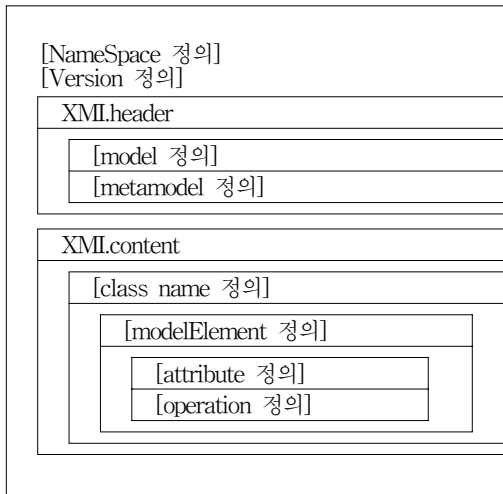 [NameSpace 정의]
[Version 정의]
XMI.header
[model 정의]
[metamodel 정의]
XMI.content
[class name 정의]
[modelElement 정의]
[attribute 정의]
[operation 정의]